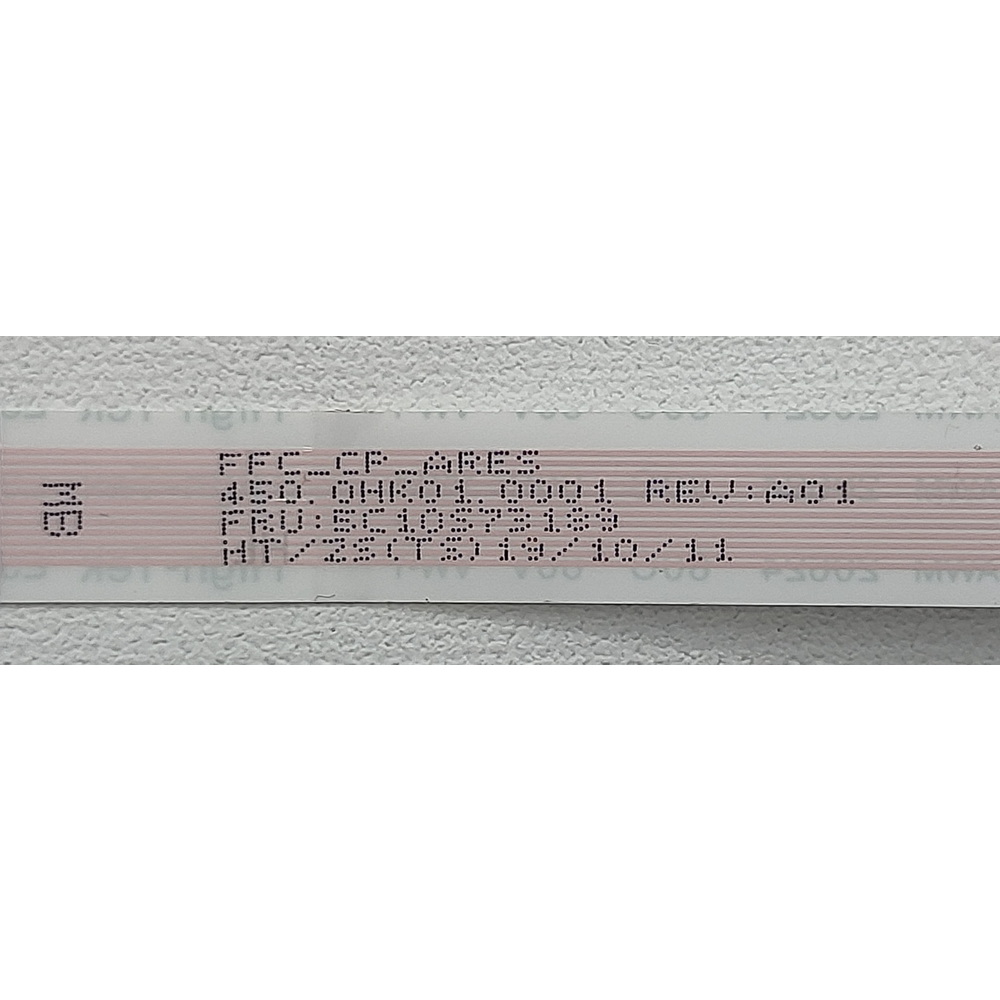 MB
FFC_CP_ARES
450.0HK01.0001 REV:A01
FRU:5C10S73189
HT/ZS(TS)19/10/11